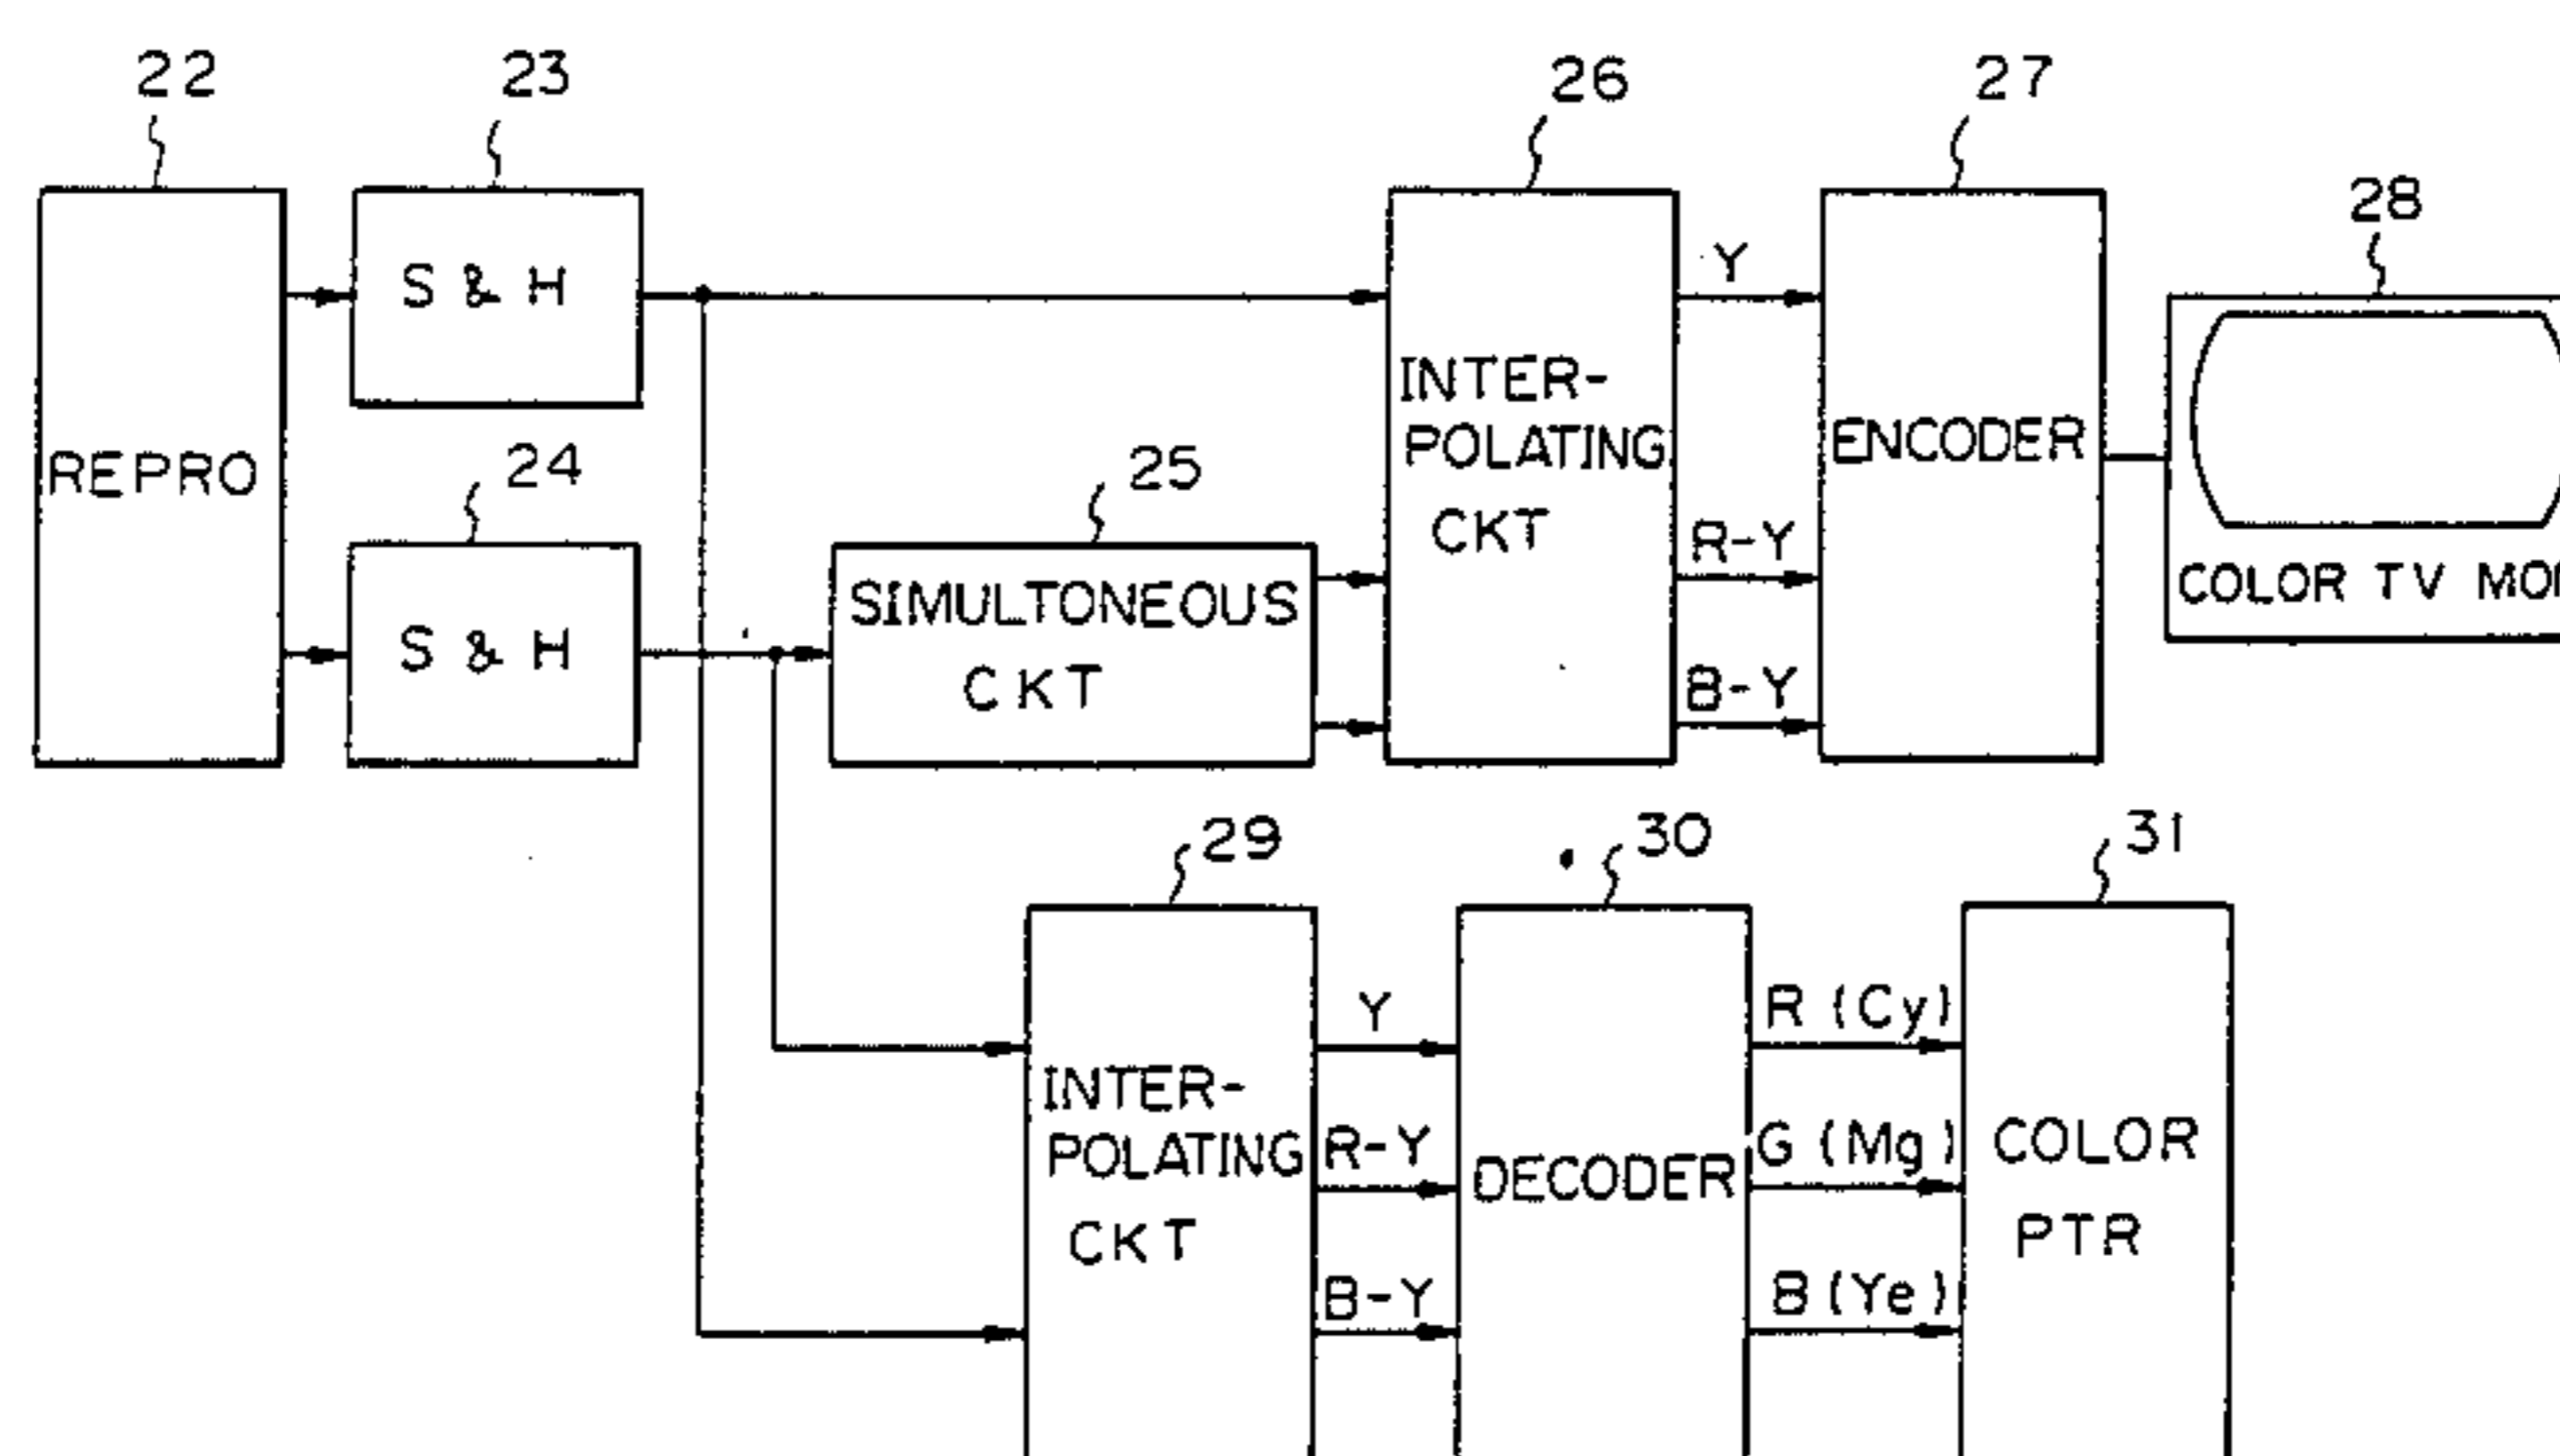 22
23
26
27
28
S & H
Y
INTER-
POLATING
CKT
ENCODER
REPRO
24
25
R-Y
SIMULTONEOUS
CKT
COLOR TV MON
S & H
B-Y
29
30
31
Y
R (Cy)
INTER-
POLATING
CKT
R-Y
DECODER
G (Mg)
COLOR
PTR
B-Y
B (Ye)